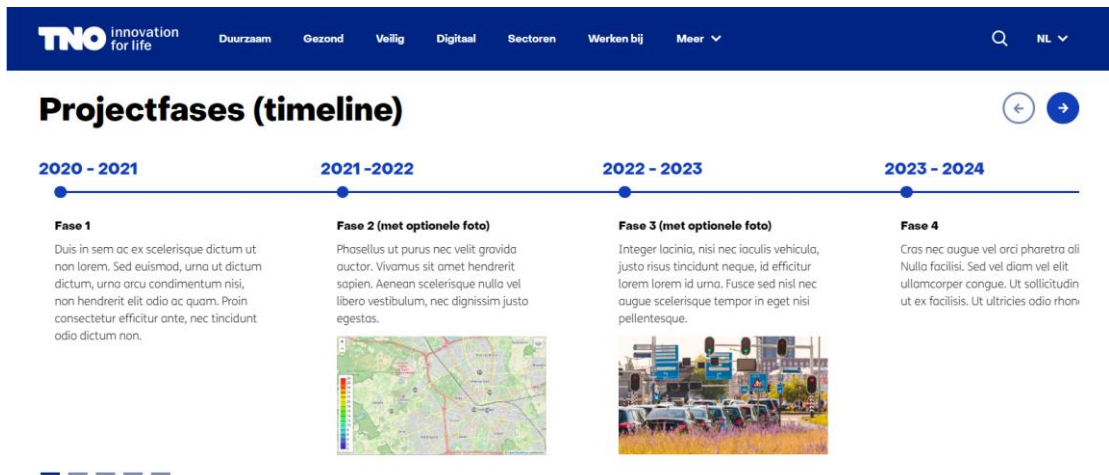 TNO innovation
for life
Duurzaam Gezond Veilig Digitaal Sectoren Werken bij Meer NL
Projectfases (timeline)
2020 - 2021
Fase 1
Duis in sem ac ex scelerisque dictum ut
non lorem. Sed euismod, urna ut dictum
dictum, urna arcu condimentum nisi,
non hendrerit elit odio ac quam. Proin
consectetur efficitur ante, nec tincidunt
odio dictum non.
2021 -2022
Fase 2 (met optionele foto)
Phasellus ut purus nec velit gravida
auctor. Vivamus sit amet hendrerit
sapien. Aenean scelerisque nulla vel
libero vestibulum, nec dignissim justo
egestas.
2022 - 2023
Fase 3 (met optionele foto)
Integer lacinia, nisi nec iaculis vehicula,
justo risus tincidunt neque, id efficitur
lorem lorem id urna. Fusce sed nisl nec
augue scelerisque tempor in eget nisi
pellentesque.
2023 - 2024
Fase 4
Cras nec augue vel orci pharetra ali
Nulla facilisi. Sed vel diam vel elit
ullamcorper congue. Ut sollicitudin
ut ex facilisis. Ut ultricies odio rhon